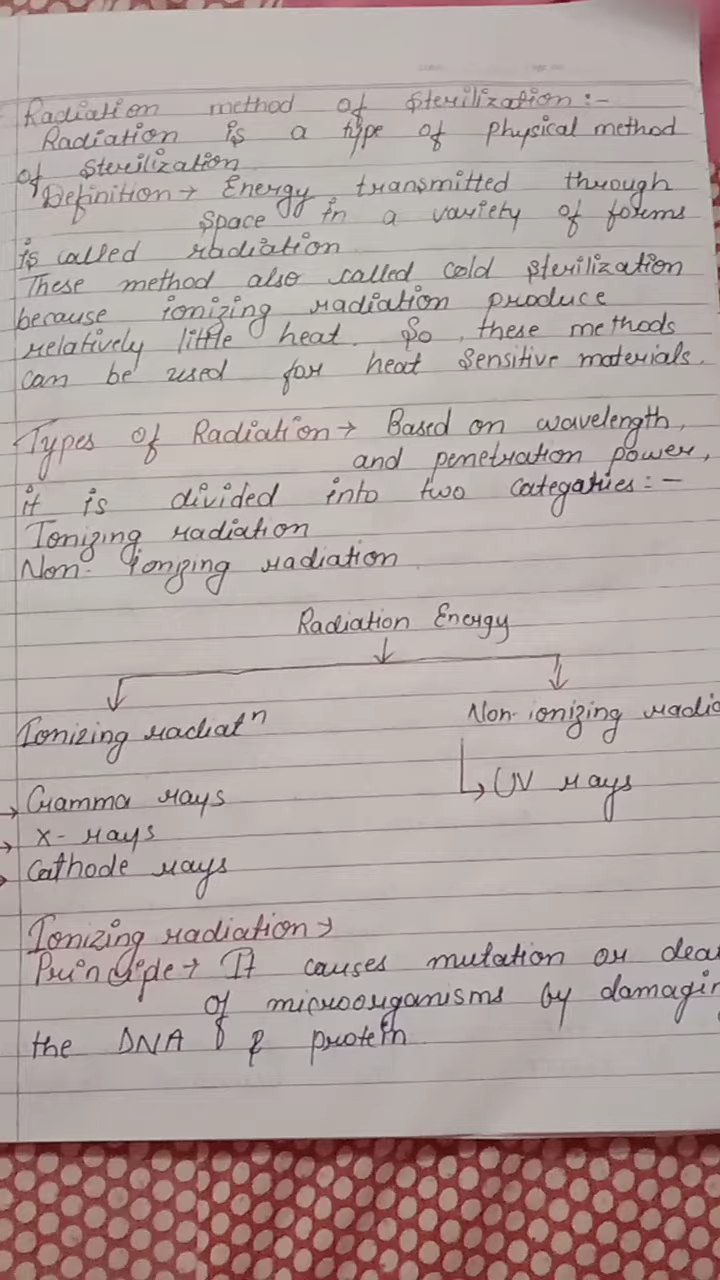 Radiation method of Sterilization :-
Radiation is a type of physical method
of sterilization
Definition → Energy transmitted through
space in a variety of forms
is called radiation
These method also called cold sterilization
because ionizing radiation produce
relatively little heat. So, these methods
can be used for heat sensitive materials.
Types of Radiation → Based on wavelength,
and penetration power,
it is divided into two categaries :-
Ionizing radiation
Non- ionizing radiation
Radiation Energy
Ionizing radiatⁿ
Non-ionizing radia
→ Gamma rays
↳ UV rays
→ X-rays
→ Cathode rays
Ionizing radiation →
Principle → It causes mutation or dea
of microorganisms by damagin
the DNA & protein